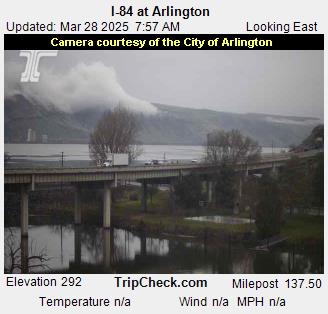 I-84 at Arlington
Updated: Mar 28 2025 7:57 AM Looking East
Camera courtesy of the City of Arlington
Elevation 292 TripCheck.com Milepost 137.50
Temperature n/a Wind n/a MPH n/a